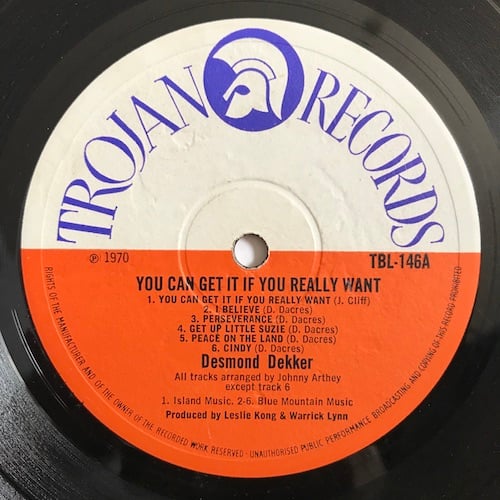 TROJAN RECORDS
℗ 1970
TBL-146A
YOU CAN GET IT IF YOU REALLY WANT
1. YOU CAN GET IT IF YOU REALLY WANT (J. Cliff)
2. I BELIEVE (D. Dacres)
3. PERSEVERANCE (D. Dacres)
4. GET UP LITTLE SUZIE (D. Dacres)
5. PEACE ON THE LAND (D. Dacres)
6. CINDY (D. Dacres)
Desmond Dekker
All tracks arranged by Johnny Arthey
except track 6
1. Island Music. 2-6. Blue Mountain Music
Produced by Leslie Kong & Warrick Lynn
RIGHTS OF THE MANUFACTURER AND OF THE OWNER OF THE RECORDED WORK RESERVED - UNAUTHORISED PUBLIC PERFORMANCE BROADCASTING AND COPYING OF THIS RECORD PROHIBITED